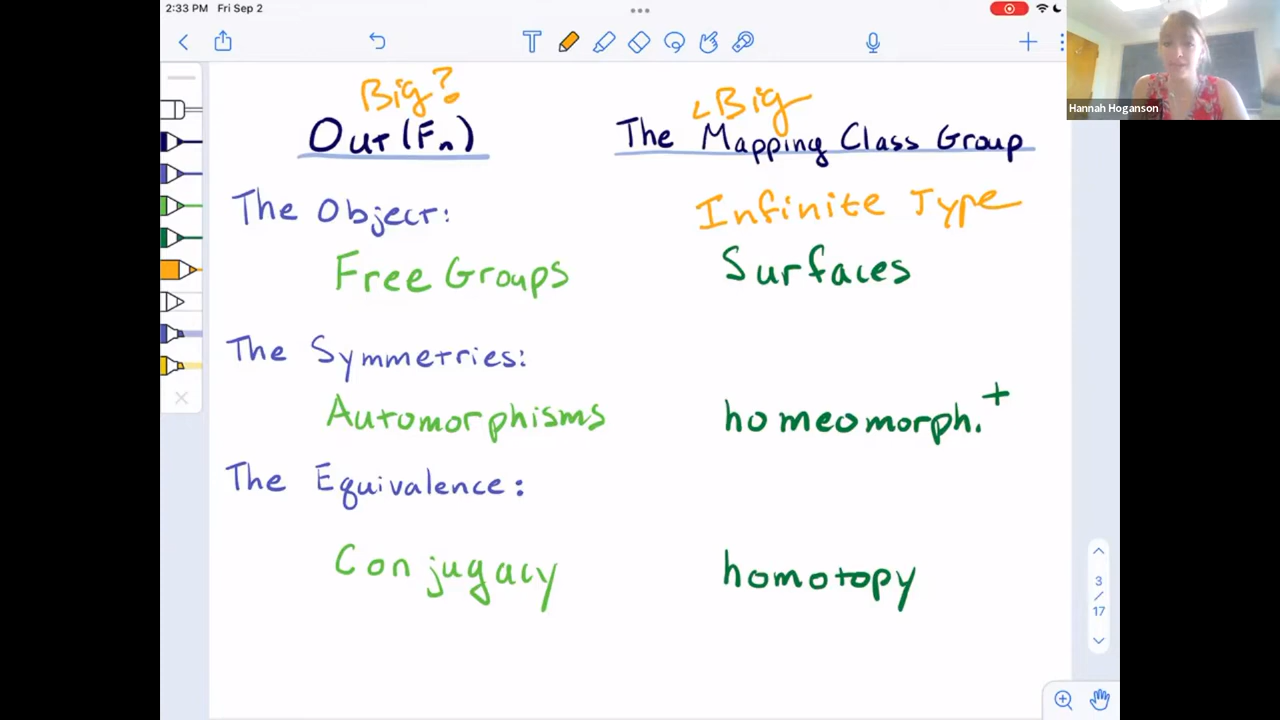 2:33 PM Fri Sep 2
T
Hannah Hoganson
Big?
Out(Fn)
Big
The Mapping Class Group
The Object:
Infinite Type
Free Groups
Surfaces
The Symmetries:
Automorphisms
homeomorph.+
The Equivalence:
Conjugacy
homotopy
3
/
17